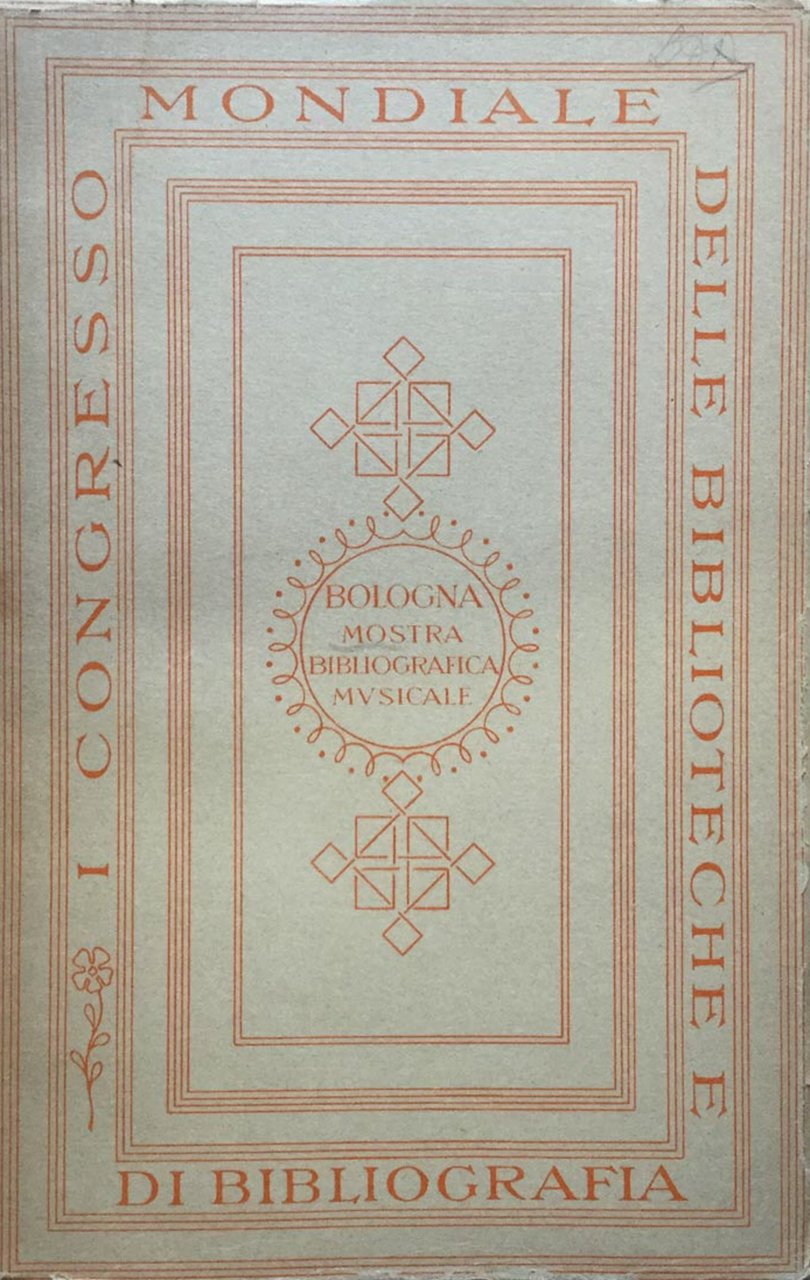 I CONGRESSO
MONDIALE
DELLE BIBLIOTECHE E
DI BIBLIOGRAFIA
BOLOGNA
MOSTRA
BIBLIOGRAFICA
MVSICALE